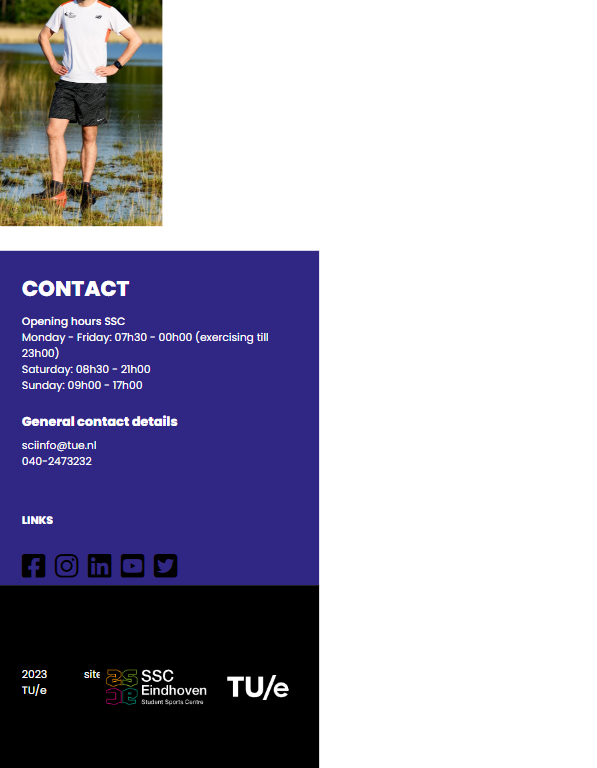 CONTACT
Opening hours SSC
Monday - Friday: 07h30 - 00h00 (exercising till
23h00)
Saturday: 08h30 - 21h00
Sunday: 09h00 - 17h00
General contact details
sciinfo@tue.nl
040-2473232
LINKS
2023
TU/e
site
SSC
Eindhoven
Student Sports Centre
TU/e